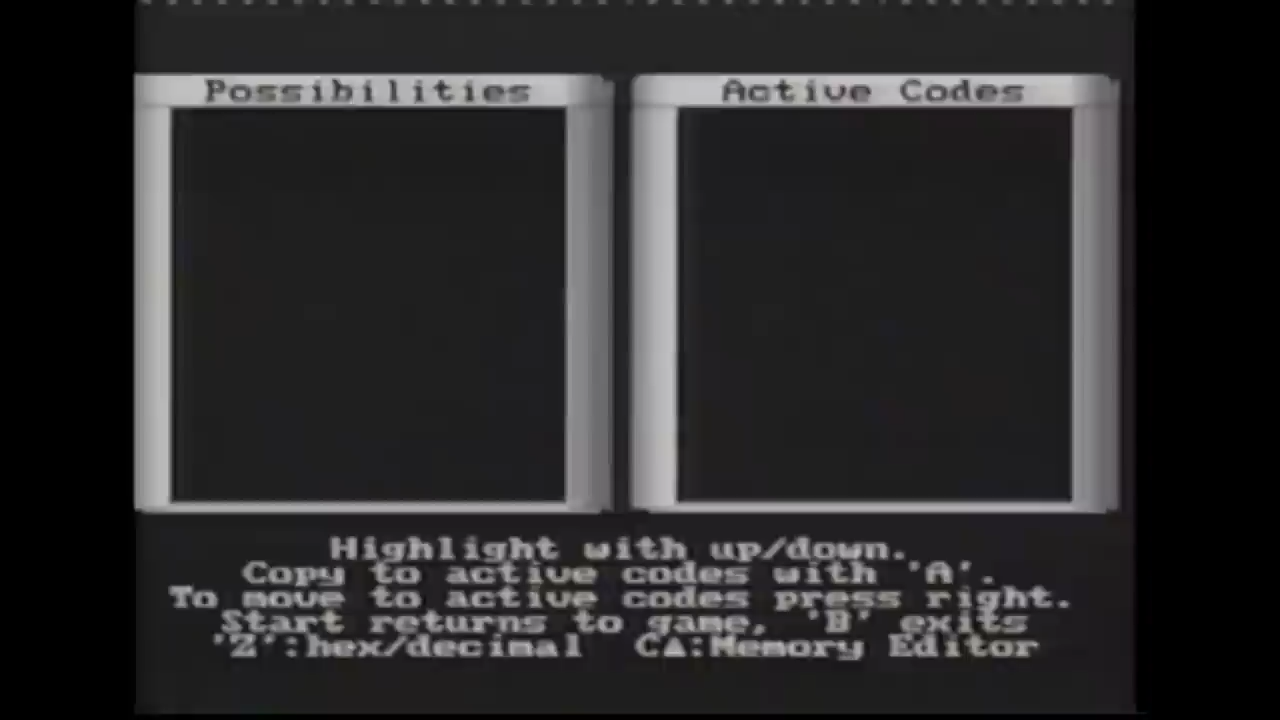 Possibilities
Active Codes
Highlight with up/down.
Copy to active codes with 'A'.
To move to active codes press right.
Start returns to game, 'B' exits
'Z':hex/decimal C▲:Memory Editor